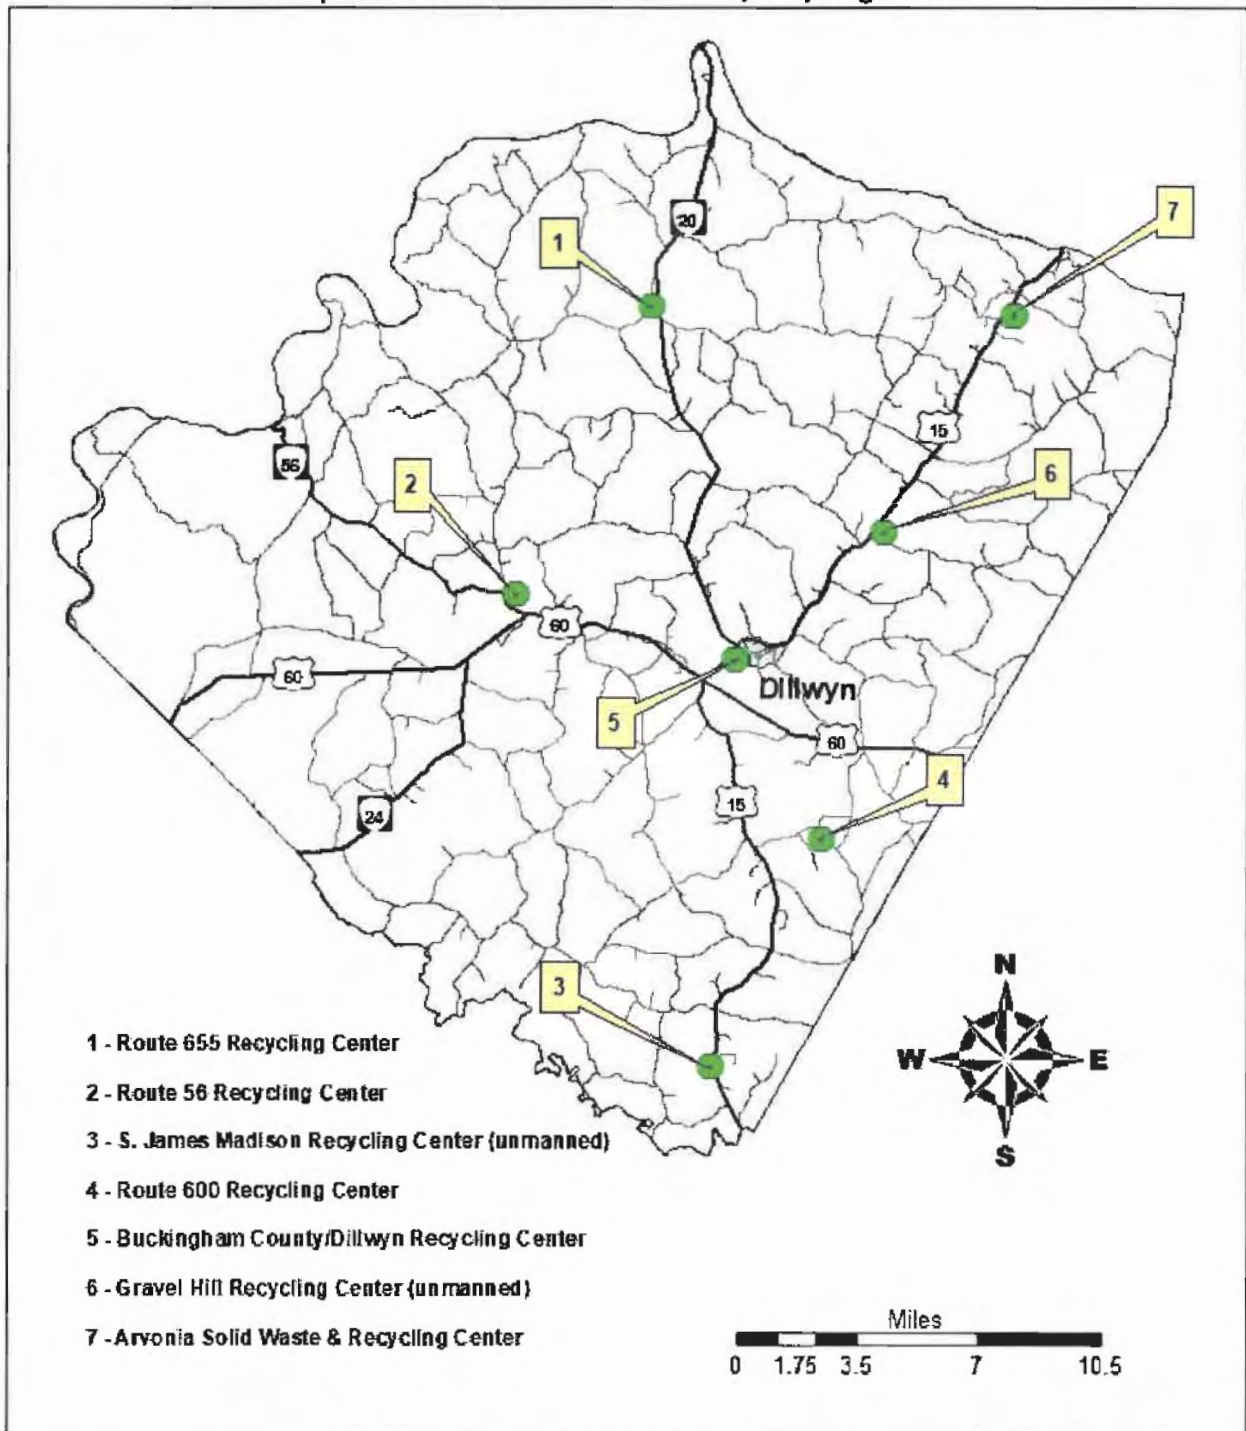 20
7
1
15
56
6
2
60
60
Dillwyn
5
60
4
15
24
N
3
W E
S
1 - Route 655 Recycling Center
2 - Route 56 Recycling Center
3 - S. James Madison Recycling Center (unmanned)
4 - Route 600 Recycling Center
5 - Buckingham County/Dillwyn Recycling Center
6 - Gravel Hill Recycling Center (unmanned)
7 - Arvonia Solid Waste & Recycling Center
Miles
0 1.75 3.5 7 10.5